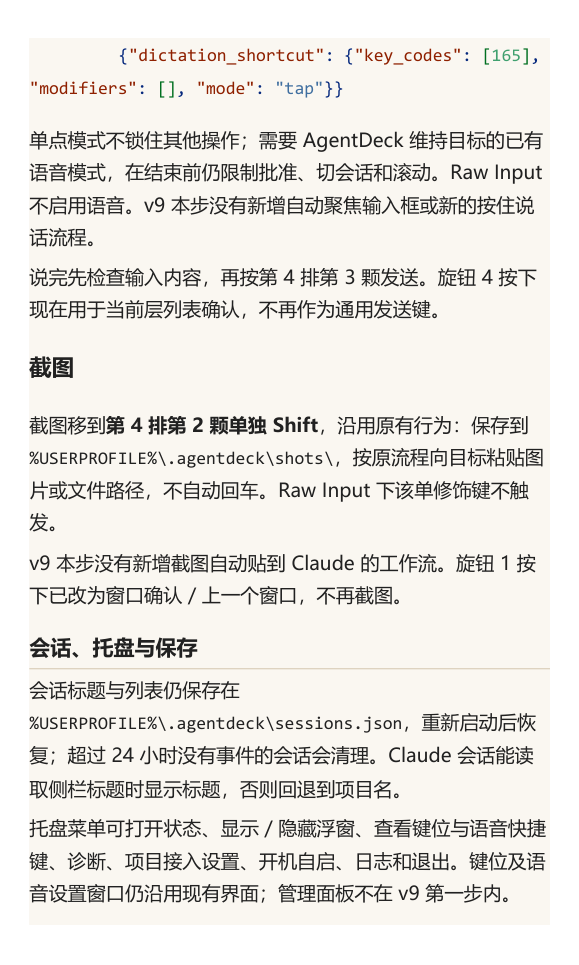 {"dictation_shortcut": {"key_codes": [165],
"modifiers": [], "mode": "tap"}}
单点模式不锁住其他操作；需要 AgentDeck 维持目标的已有
语音模式，在结束前仍限制批准、切会话和滚动。Raw Input
不启用语音。v9 本步没有新增自动聚焦输入框或新的按住说
话流程。
说完先检查输入内容，再按第 4 排第 3 颗发送。旋钮 4 按下
现在用于当前层列表确认，不再作为通用发送键。
截图
截图移到第 4 排第 2 颗单独 Shift，沿用原有行为：保存到
%USERPROFILE%\.agentdeck\shots\，按原流程向目标粘贴图
片或文件路径，不自动回车。Raw Input 下该单修饰键不触
发。
v9 本步没有新增截图自动贴到 Claude 的工作流。旋钮 1 按
下已改为窗口确认 / 上一个窗口，不再截图。
会话、托盘与保存
会话标题与列表仍保存在
%USERPROFILE%\.agentdeck\sessions.json，重新启动后恢
复；超过 24 小时没有事件的会话会清理。Claude 会话能读
取侧栏标题时显示标题，否则回退到项目名。
托盘菜单可打开状态、显示 / 隐藏浮窗、查看键位与语音快捷
键、诊断、项目接入设置、开机自启、日志和退出。键位及语
音设置窗口仍沿用现有界面；管理面板不在 v9 第一步内。